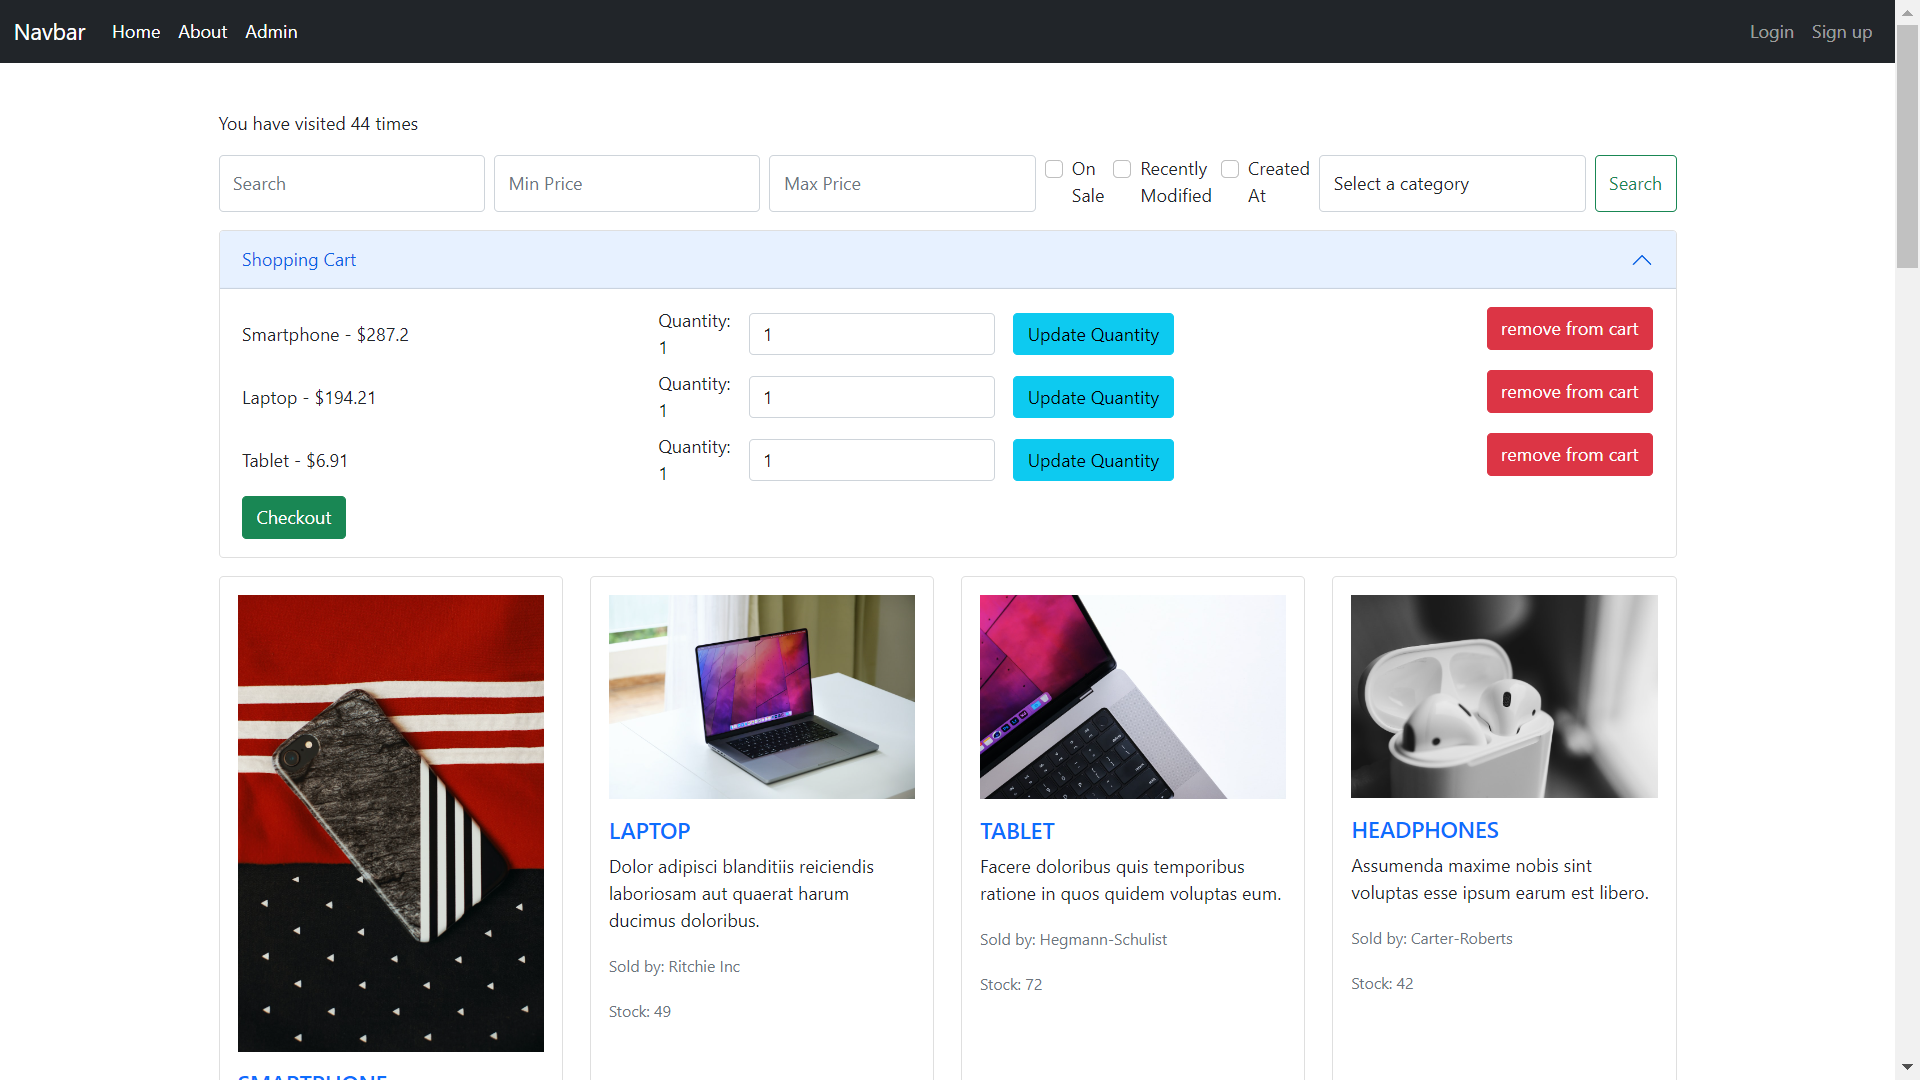 Navbar Home About Admin Login Sign up
You have visited 44 times
Search Min Price Max Price On Sale Recently Modified Created At Select a category Search
Shopping Cart
Smartphone - $287.2 Quantity: 1 1 Update Quantity remove from cart
Laptop - $194.21 Quantity: 1 1 Update Quantity remove from cart
Tablet - $6.91 Quantity: 1 1 Update Quantity remove from cart
Checkout
SMARTPHONE
LAPTOP
Dolor adipisci blanditiis reiciendis
laboriosam aut quaerat harum
ducimus doloribus.
Sold by: Ritchie Inc
Stock: 49
TABLET
Facere doloribus quis temporibus
ratione in quos quidem voluptas eum.
Sold by: Hegmann-Schulist
Stock: 72
HEADPHONES
Assumenda maxime nobis sint
voluptas esse ipsum earum est libero.
Sold by: Carter-Roberts
Stock: 42